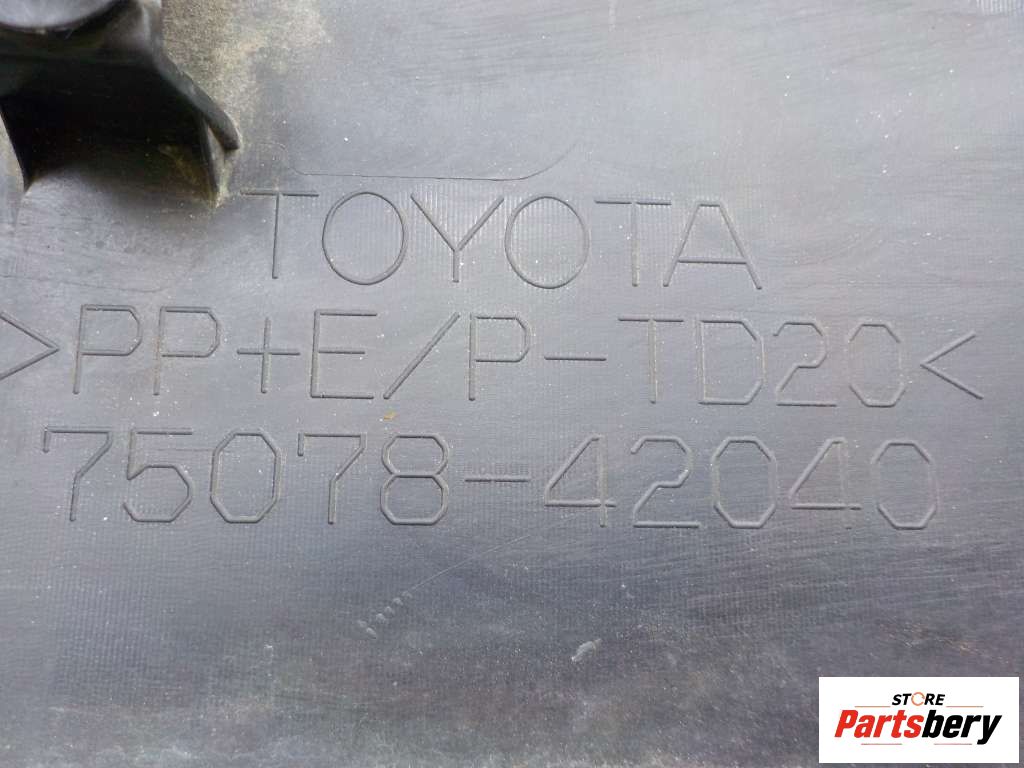 TOYOTA
>PP+E/P-TD20<
75078-42040
STORE
Partsbery